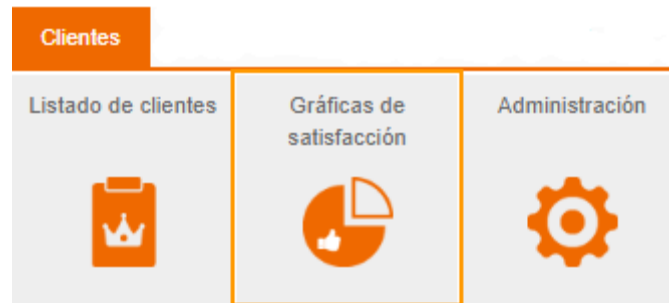 Clientes
Listado de clientes
Gráficas de
satisfacción
Administración